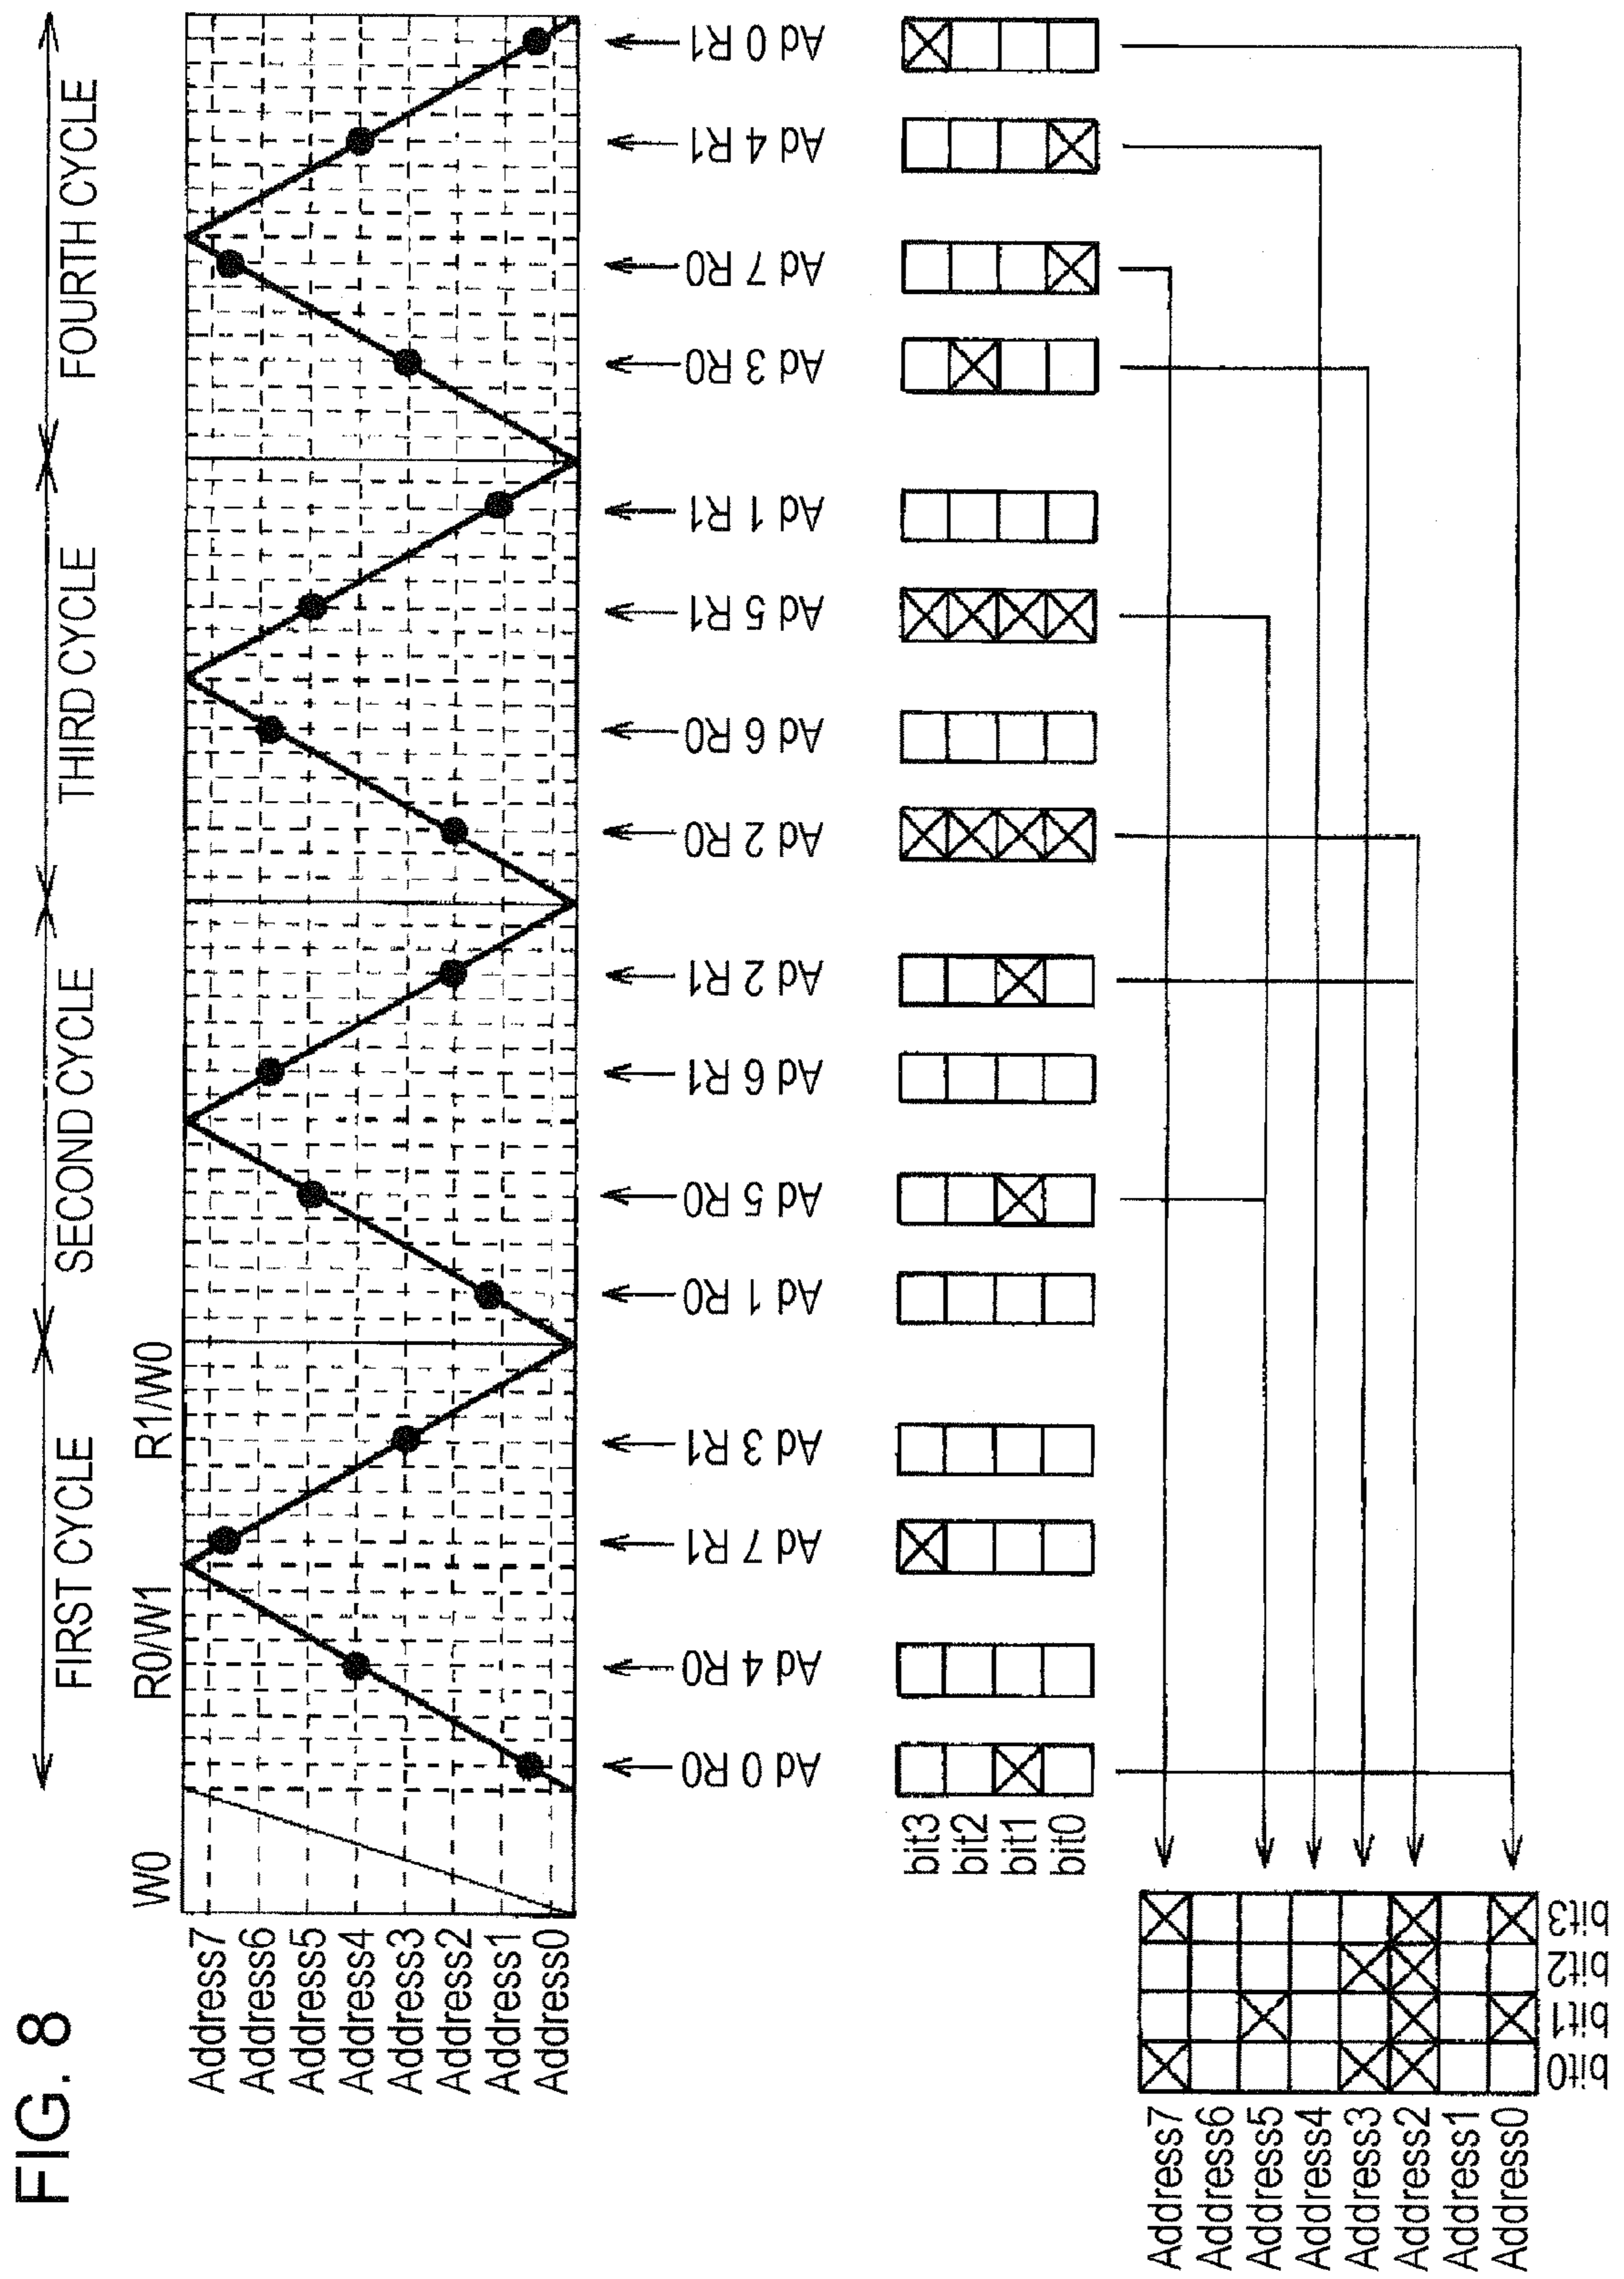 FIG. 8
FIRST CYCLE
SECOND CYCLE
THIRD CYCLE
FOURTH CYCLE
W0
R0/W1
R1/W0
Address7
Address6
Address5
Address4
Address3
Address2
Address1
Address0
Ad 0 R0
Ad 4 R0
Ad 7 R1
Ad 3 R1
Ad 1 R0
Ad 5 R0
Ad 6 R1
Ad 2 R1
Ad 2 R0
Ad 6 R0
Ad 5 R1
Ad 1 R1
Ad 3 R0
Ad 7 R0
Ad 4 R1
Ad 0 R1
bit3
bit2
bit1
bit0
Address7
Address6
Address5
Address4
Address3
Address2
Address1
Address0
bit0
bit1
bit2
bit3